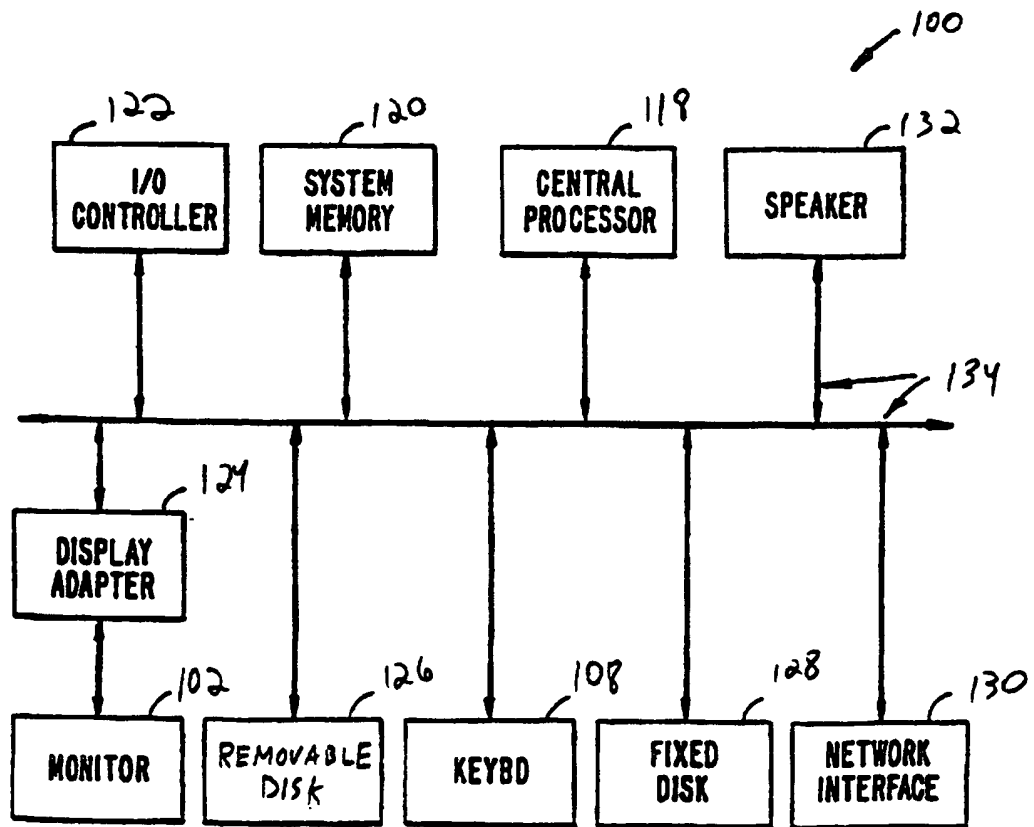 100
122
120
118
132
I/O
CONTROLLER
SYSTEM
MEMORY
CENTRAL
PROCESSOR
SPEAKER
134
124
DISPLAY
ADAPTER
102
126
108
128
130
MONITOR
REMOVABLE
DISK
KEYBD
FIXED
DISK
NETWORK
INTERFACE